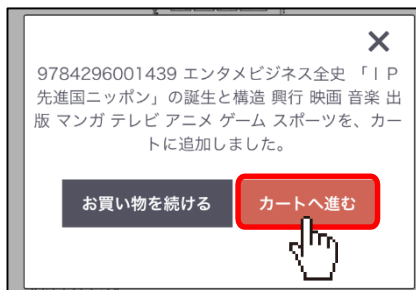 9784296001439 エンタメビジネス全史 「ＩＰ
先進国ニッポン」の誕生と構造 興行 映画 音楽 出
版 マンガ テレビ アニメ ゲーム スポーツを、カー
トに追加しました。
お買い物を続ける
カートへ進む